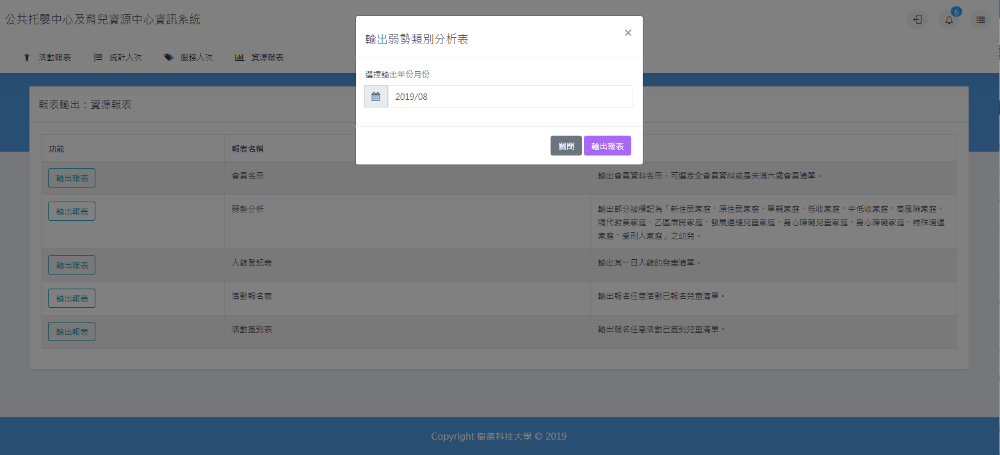 公共托嬰中心及育兒資源中心資訊系統
6
活動報表
統計人次
服務人次
資源報表
輸出弱勢類別分析表
×
選擇輸出年份月份
2019/08
關閉
輸出報表
報表輸出：資源報表
功能
報表名稱
輸出報表
會員名冊
輸出會員資料名冊，可選定全會員資料或是未滿六歲會員清單。
輸出報表
弱勢分析
輸出部分被標記為「新住民家庭、原住民家庭、單親家庭、低收家庭、中低收家庭、高風險家庭、
隔代教養家庭、乙區居民家庭、發展遲緩兒童家庭、身心障礙兒童家庭、身心障礙家庭、特殊境遇
家庭、受刑人家庭」之幼兒。
輸出報表
入館登記表
輸出某一日入館的兒童清單。
輸出報表
活動報名表
輸出報名任意活動已報名兒童清單。
輸出報表
活動簽到表
輸出報名任意活動已簽到兒童清單。
Copyright 樹德科技大學 © 2019